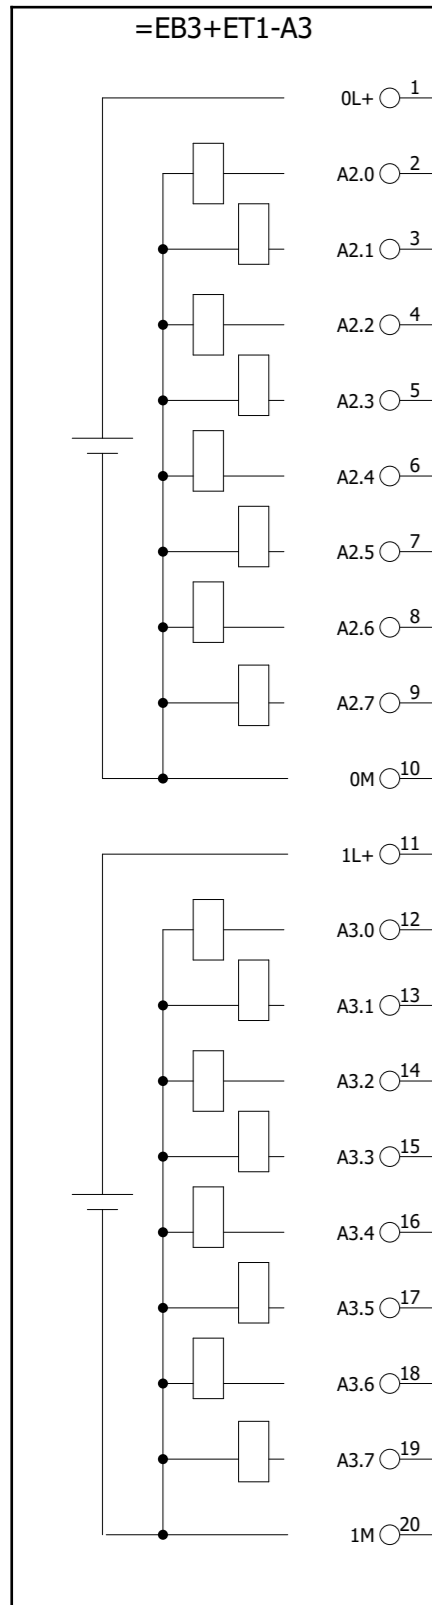 =EB3+ET1-A3
0L+ 1
A2.0 2
A2.1 3
A2.2 4
A2.3 5
A2.4 6
A2.5 7
A2.6 8
A2.7 9
0M 10
1L+ 11
A3.0 12
A3.1 13
A3.2 14
A3.3 15
A3.4 16
A3.5 17
A3.6 18
A3.7 19
1M 20